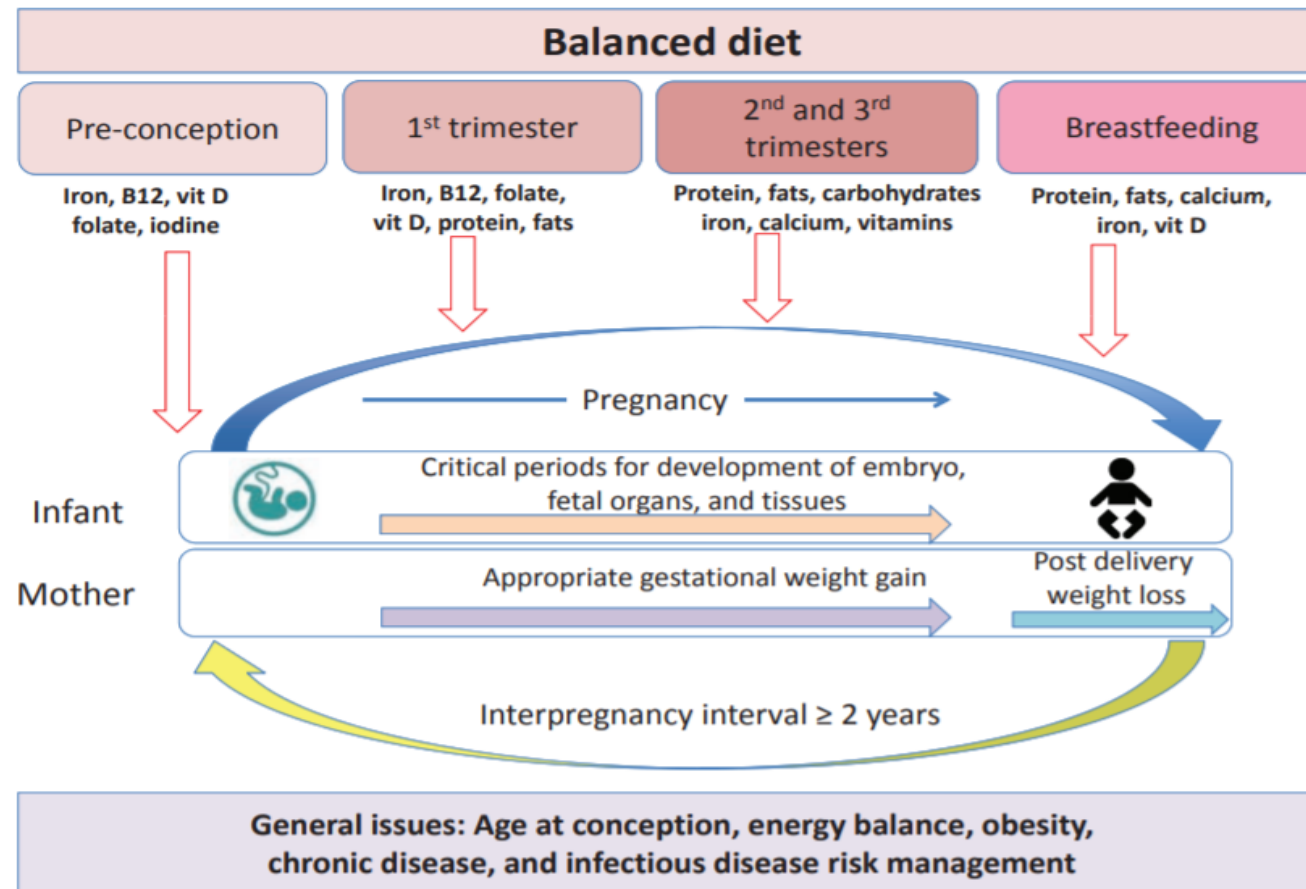 Balanced diet
Pre-conception
1st trimester
2nd and 3rd
trimesters
Breastfeeding
Iron, B12, vit D
folate, iodine
Iron, B12, folate,
vit D, protein, fats
Protein, fats, carbohydrates
iron, calcium, vitamins
Protein, fats, calcium,
iron, vit D
Pregnancy
Infant
Critical periods for development of embryo,
fetal organs, and tissues
Mother
Appropriate gestational weight gain
Post delivery
weight loss
Interpregnancy interval ≥ 2 years
General issues: Age at conception, energy balance, obesity,
chronic disease, and infectious disease risk management